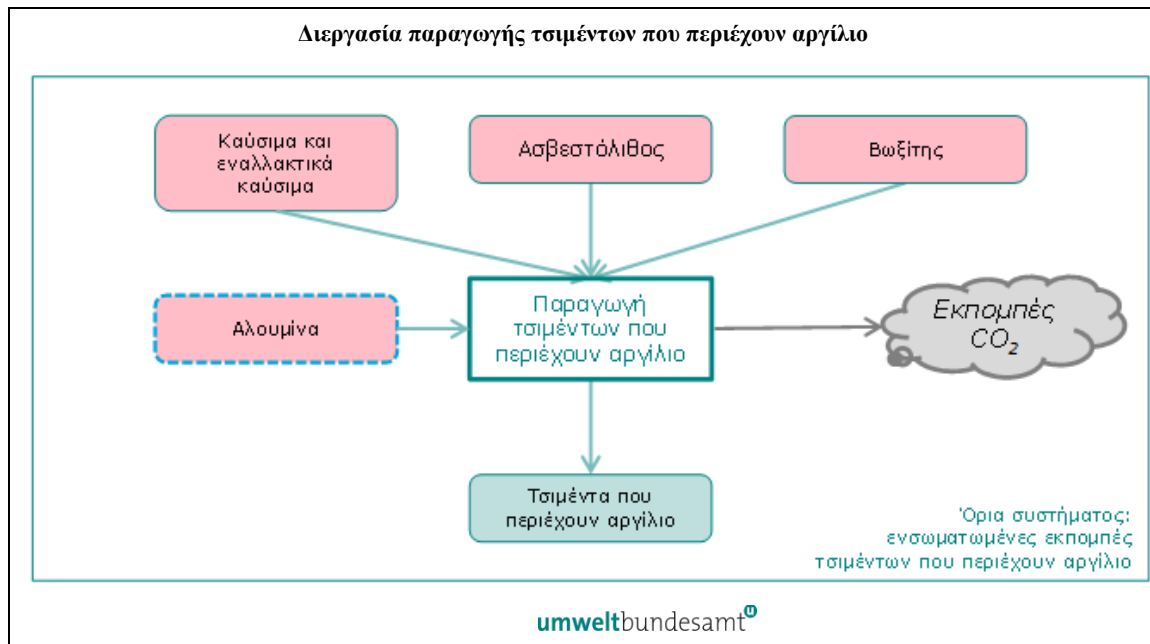 Διεργασία παραγωγής τσιμέντων που περιέχουν αργίλιο
Καύσιμα και
εναλλακτικά
καύσιμα
Ασβεστόλιθος
Βωξίτης
Αλουμίνα
Παραγωγή
τσιμέντων που
περιέχουν αργίλιο
Εκπομπές
CO2
Τσιμέντα που
περιέχουν αργίλιο
Όρια συστήματος:
ενσωματωμένες εκπομπές
τσιμέντων που περιέχουν αργίλιο
umweltbundesamt